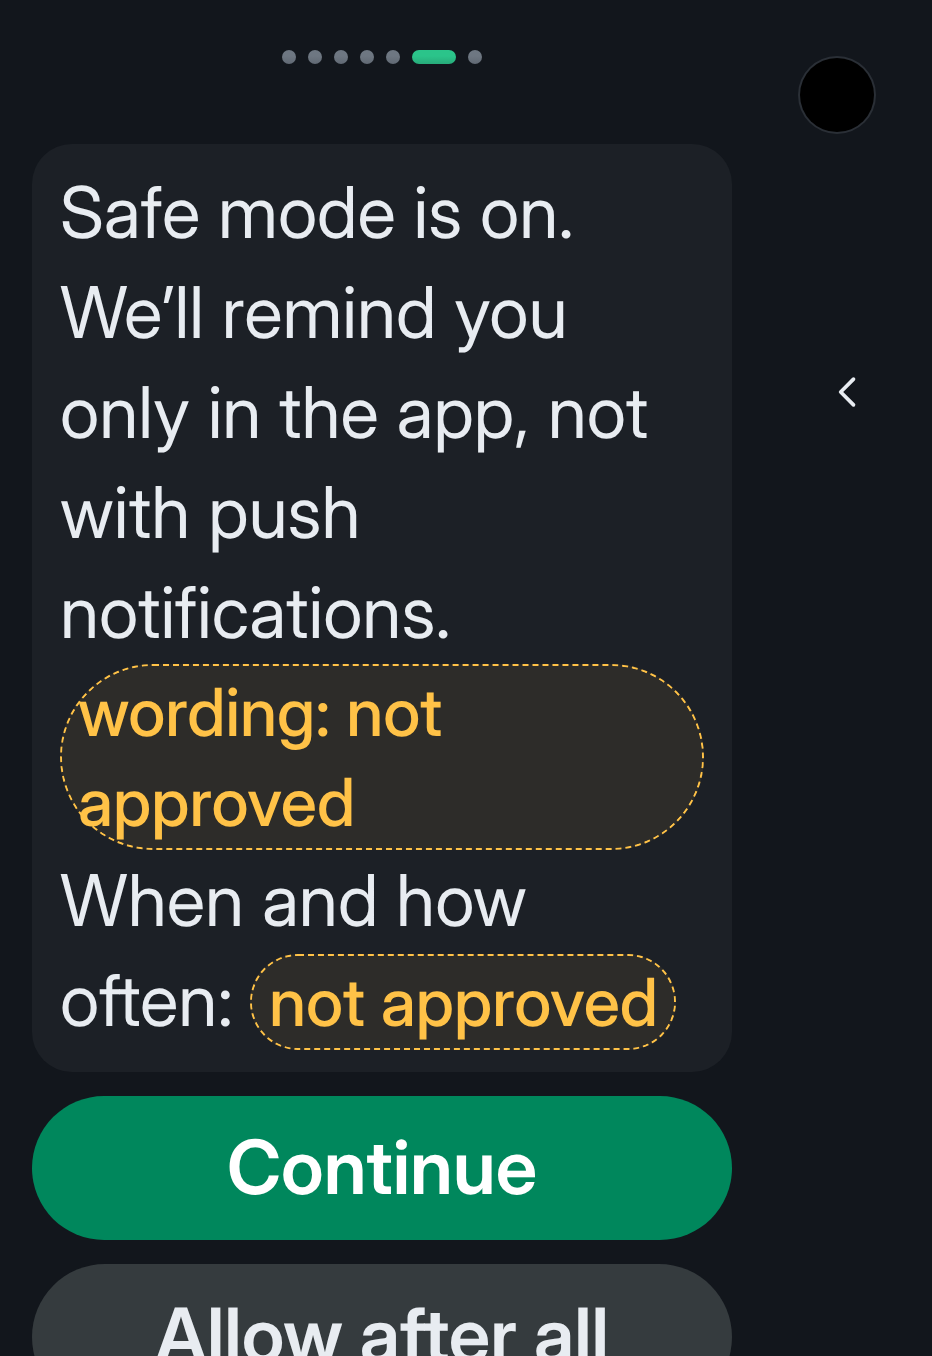 Safe mode is on.
We’ll remind you
only in the app, not
with push
notifications.
wording: not
approved
When and how
often: not approved
Continue
Allow after all